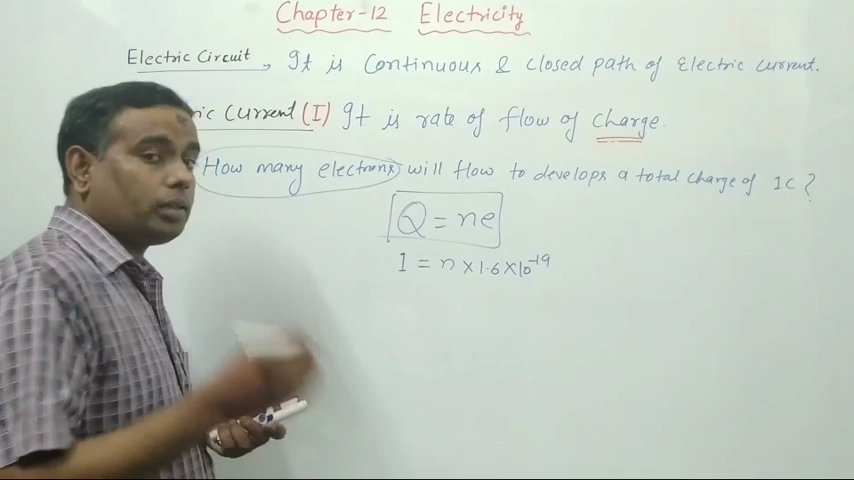 Chapter-12 Electricity
Electric Circuit → It is Continuous & closed path of Electric current.
ric Current (I) It is rate of flow of charge.
How many electrons will flow to develops a total charge of 1C?
Q = ne
1 = n × 1.6 × 10⁻¹⁹